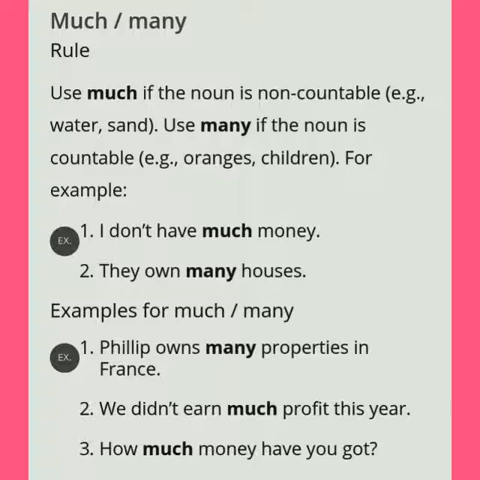 Much / many
Rule
Use much if the noun is non-countable (e.g.,
water, sand). Use many if the noun is
countable (e.g., oranges, children). For
example:
EX. 1. I don't have much money.
2. They own many houses.
Examples for much / many
EX. 1. Phillip owns many properties in
France.
2. We didn't earn much profit this year.
3. How much money have you got?